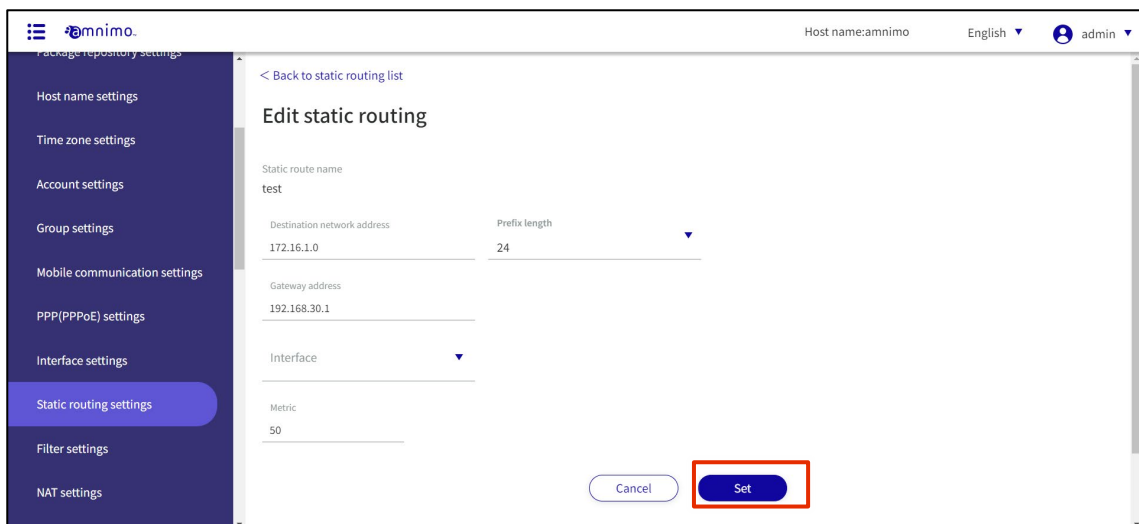 amnimo
Host name:amnimo
English
admin
Package repository settings
Host name settings
Time zone settings
Account settings
Group settings
Mobile communication settings
PPP(PPPoE) settings
Interface settings
Static routing settings
Filter settings
NAT settings
< Back to static routing list
Edit static routing
Static route name
test
Destination network address
Prefix length
172.16.1.0
24
Gateway address
192.168.30.1
Interface
Metric
50
Cancel
Set